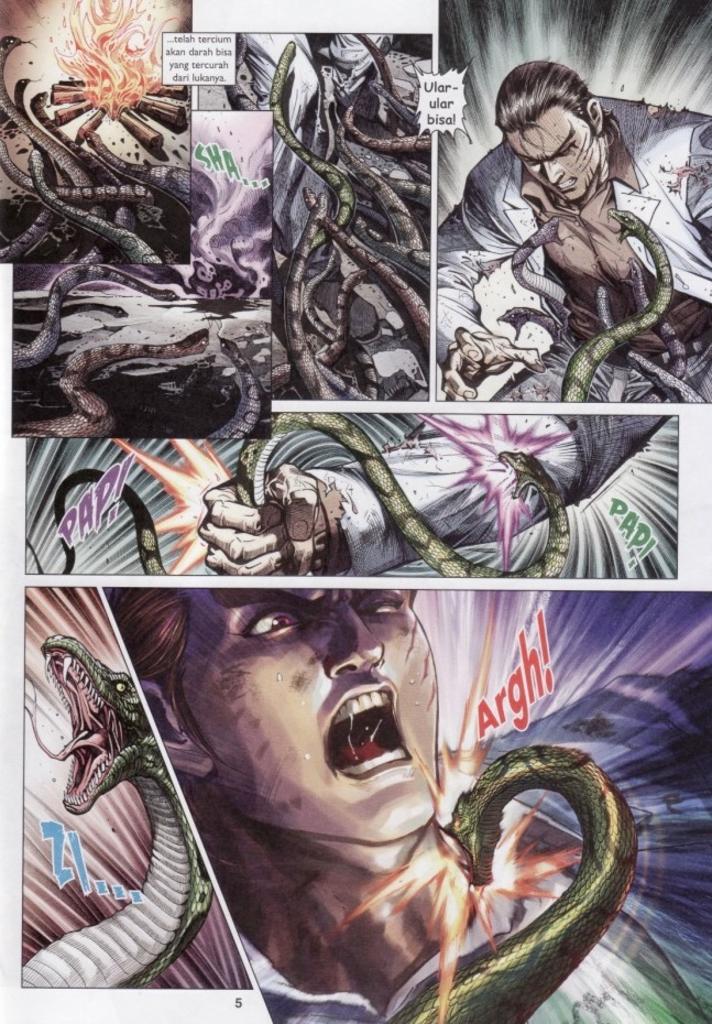 ...telah tercium
akan darah bisa
yang tercurah
dari lukanya.
Ular-
ular
bisa!
SHA...
PAP!
PAP!
ZI...
Argh!
5